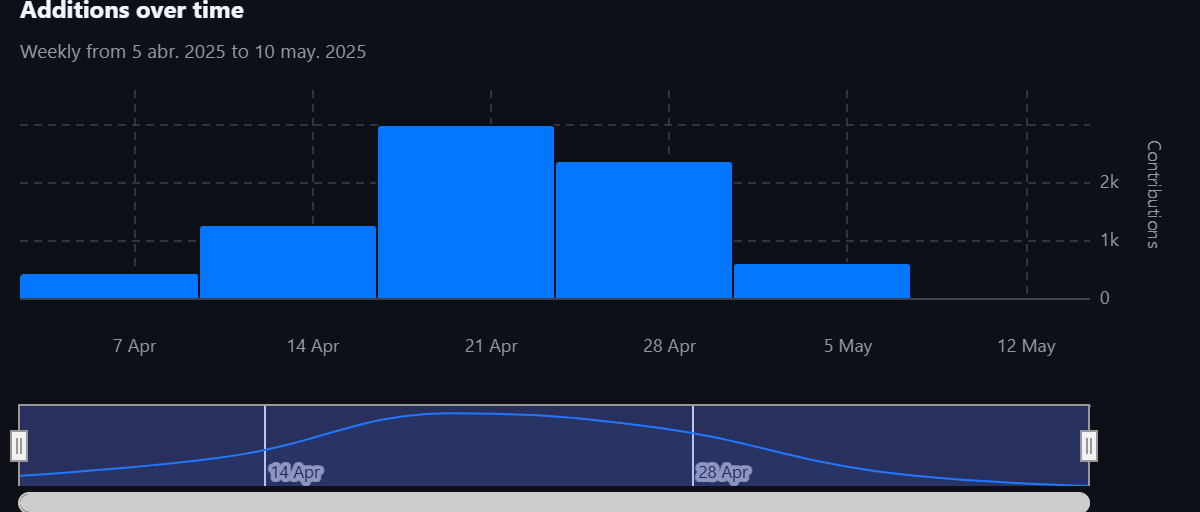 Additions over time
Weekly from 5 abr. 2025 to 10 may. 2025
2k
1k
0
Contributions
7 Apr
14 Apr
21 Apr
28 Apr
5 May
12 May
14 Apr
28 Apr